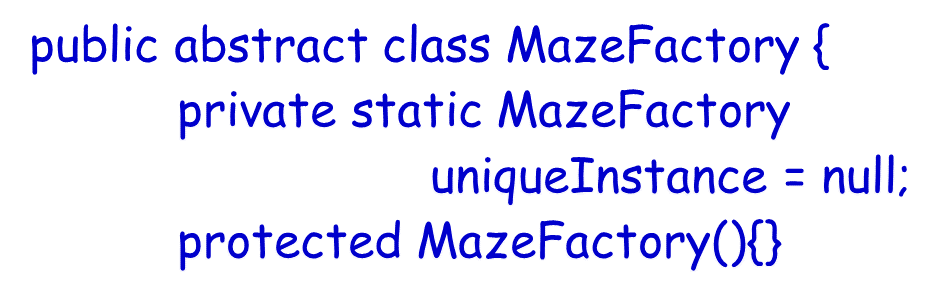 public abstract class MazeFactory {
private static MazeFactory
uniqueInstance = null;
protected MazeFactory(){}